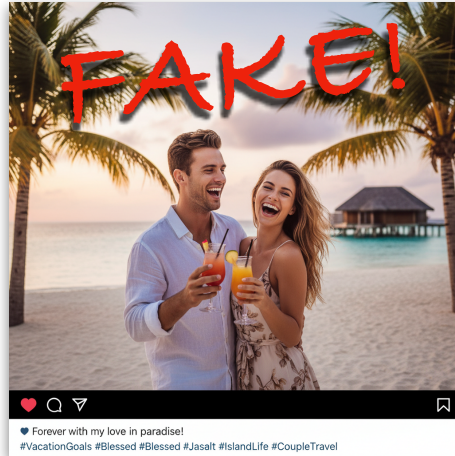 FAKE!
💙 Forever with my love in paradise!
#VacationGoals #Blessed #Blessed #Jasalt #IslandLife #CoupleTravel